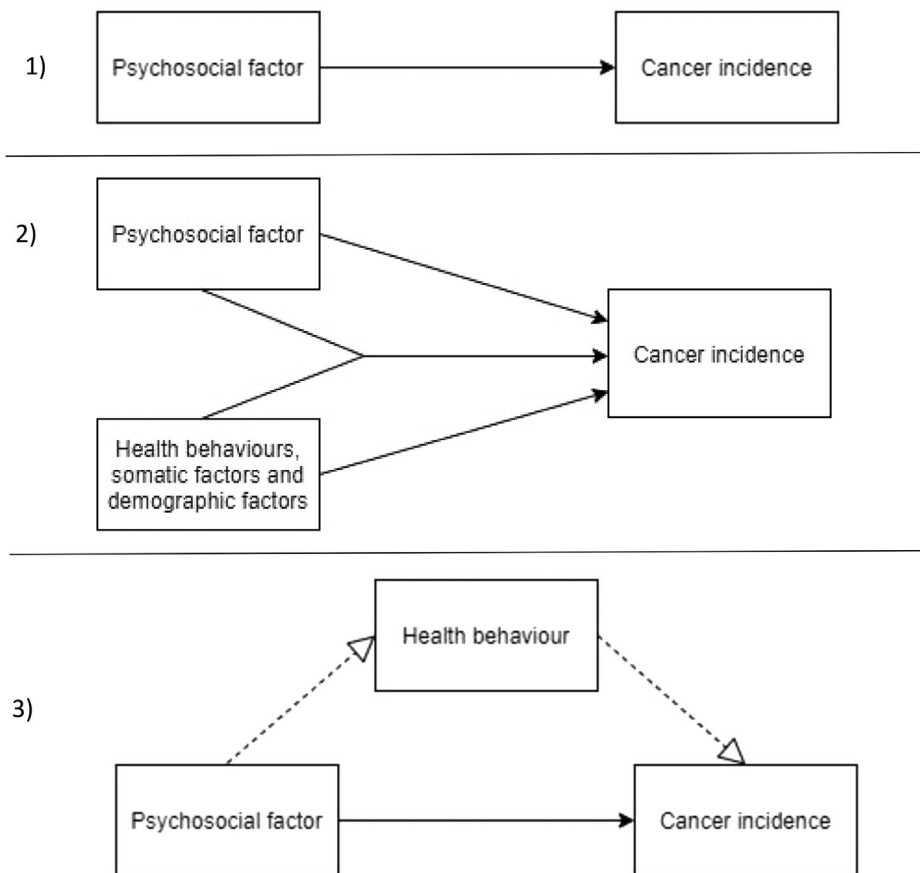 1)
Psychosocial factor
Cancer incidence
2)
Psychosocial factor
Cancer incidence
Health behaviours,
somatic factors and
demographic factors
3)
Health behaviour
Psychosocial factor
Cancer incidence